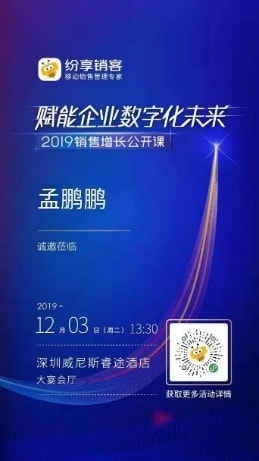 纷享销客
移动销售管理专家
赋能企业数字化未来
2019销售增长公开课
孟鹏鹏
诚邀莅临
2019-
12月03日(周二)13:30
深圳威尼斯睿途酒店
大宴会厅
获取更多活动详情